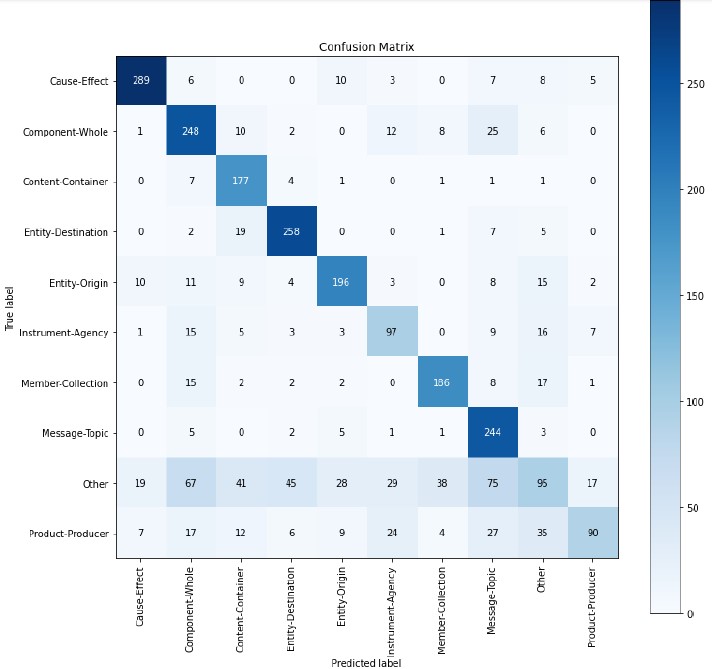 Confusion Matrix
Cause-Effect 289 6 0 0 10 3 0 7 8 5
Component-Whole 1 248 10 2 0 12 8 25 6 0
Content-Container 0 7 177 4 1 0 1 1 1 0
Entity-Destination 0 2 19 258 0 0 1 7 5 0
Entity-Origin 10 11 9 4 196 3 0 8 15 2
Instrument-Agency 1 15 5 3 3 97 0 9 16 7
Member-Collection 0 15 2 2 2 0 186 8 17 1
Message-Topic 0 5 0 2 5 1 1 244 3 0
Other 19 67 41 45 28 29 38 75 95 17
Product-Producer 7 17 12 6 9 24 4 27 35 90
True label
Cause-Effect
Component-Whole
Content-Container
Entity-Destination
Entity-Origin
Instrument-Agency
Member-Collection
Message-Topic
Other
Product-Producer
Predicted label
250
200
150
100
50
0